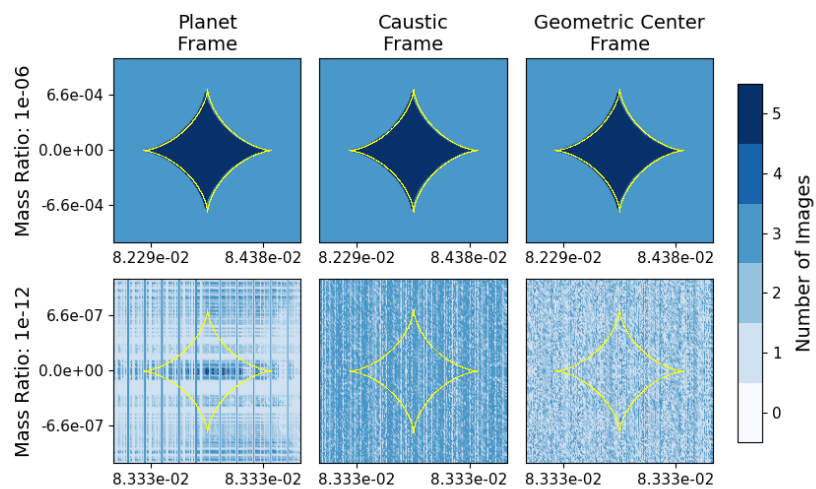 Planet
Frame
Caustic
Frame
Geometric Center
Frame
Mass Ratio: 1e-06
6.6e-04
0.0e+00
-6.6e-04
8.229e-02 8.438e-02
8.229e-02 8.438e-02
8.229e-02 8.438e-02
Mass Ratio: 1e-12
6.6e-07
0.0e+00
-6.6e-07
8.333e-02 8.333e-02
8.333e-02 8.333e-02
8.333e-02 8.333e-02
5
4
3
2
1
0
Number of Images